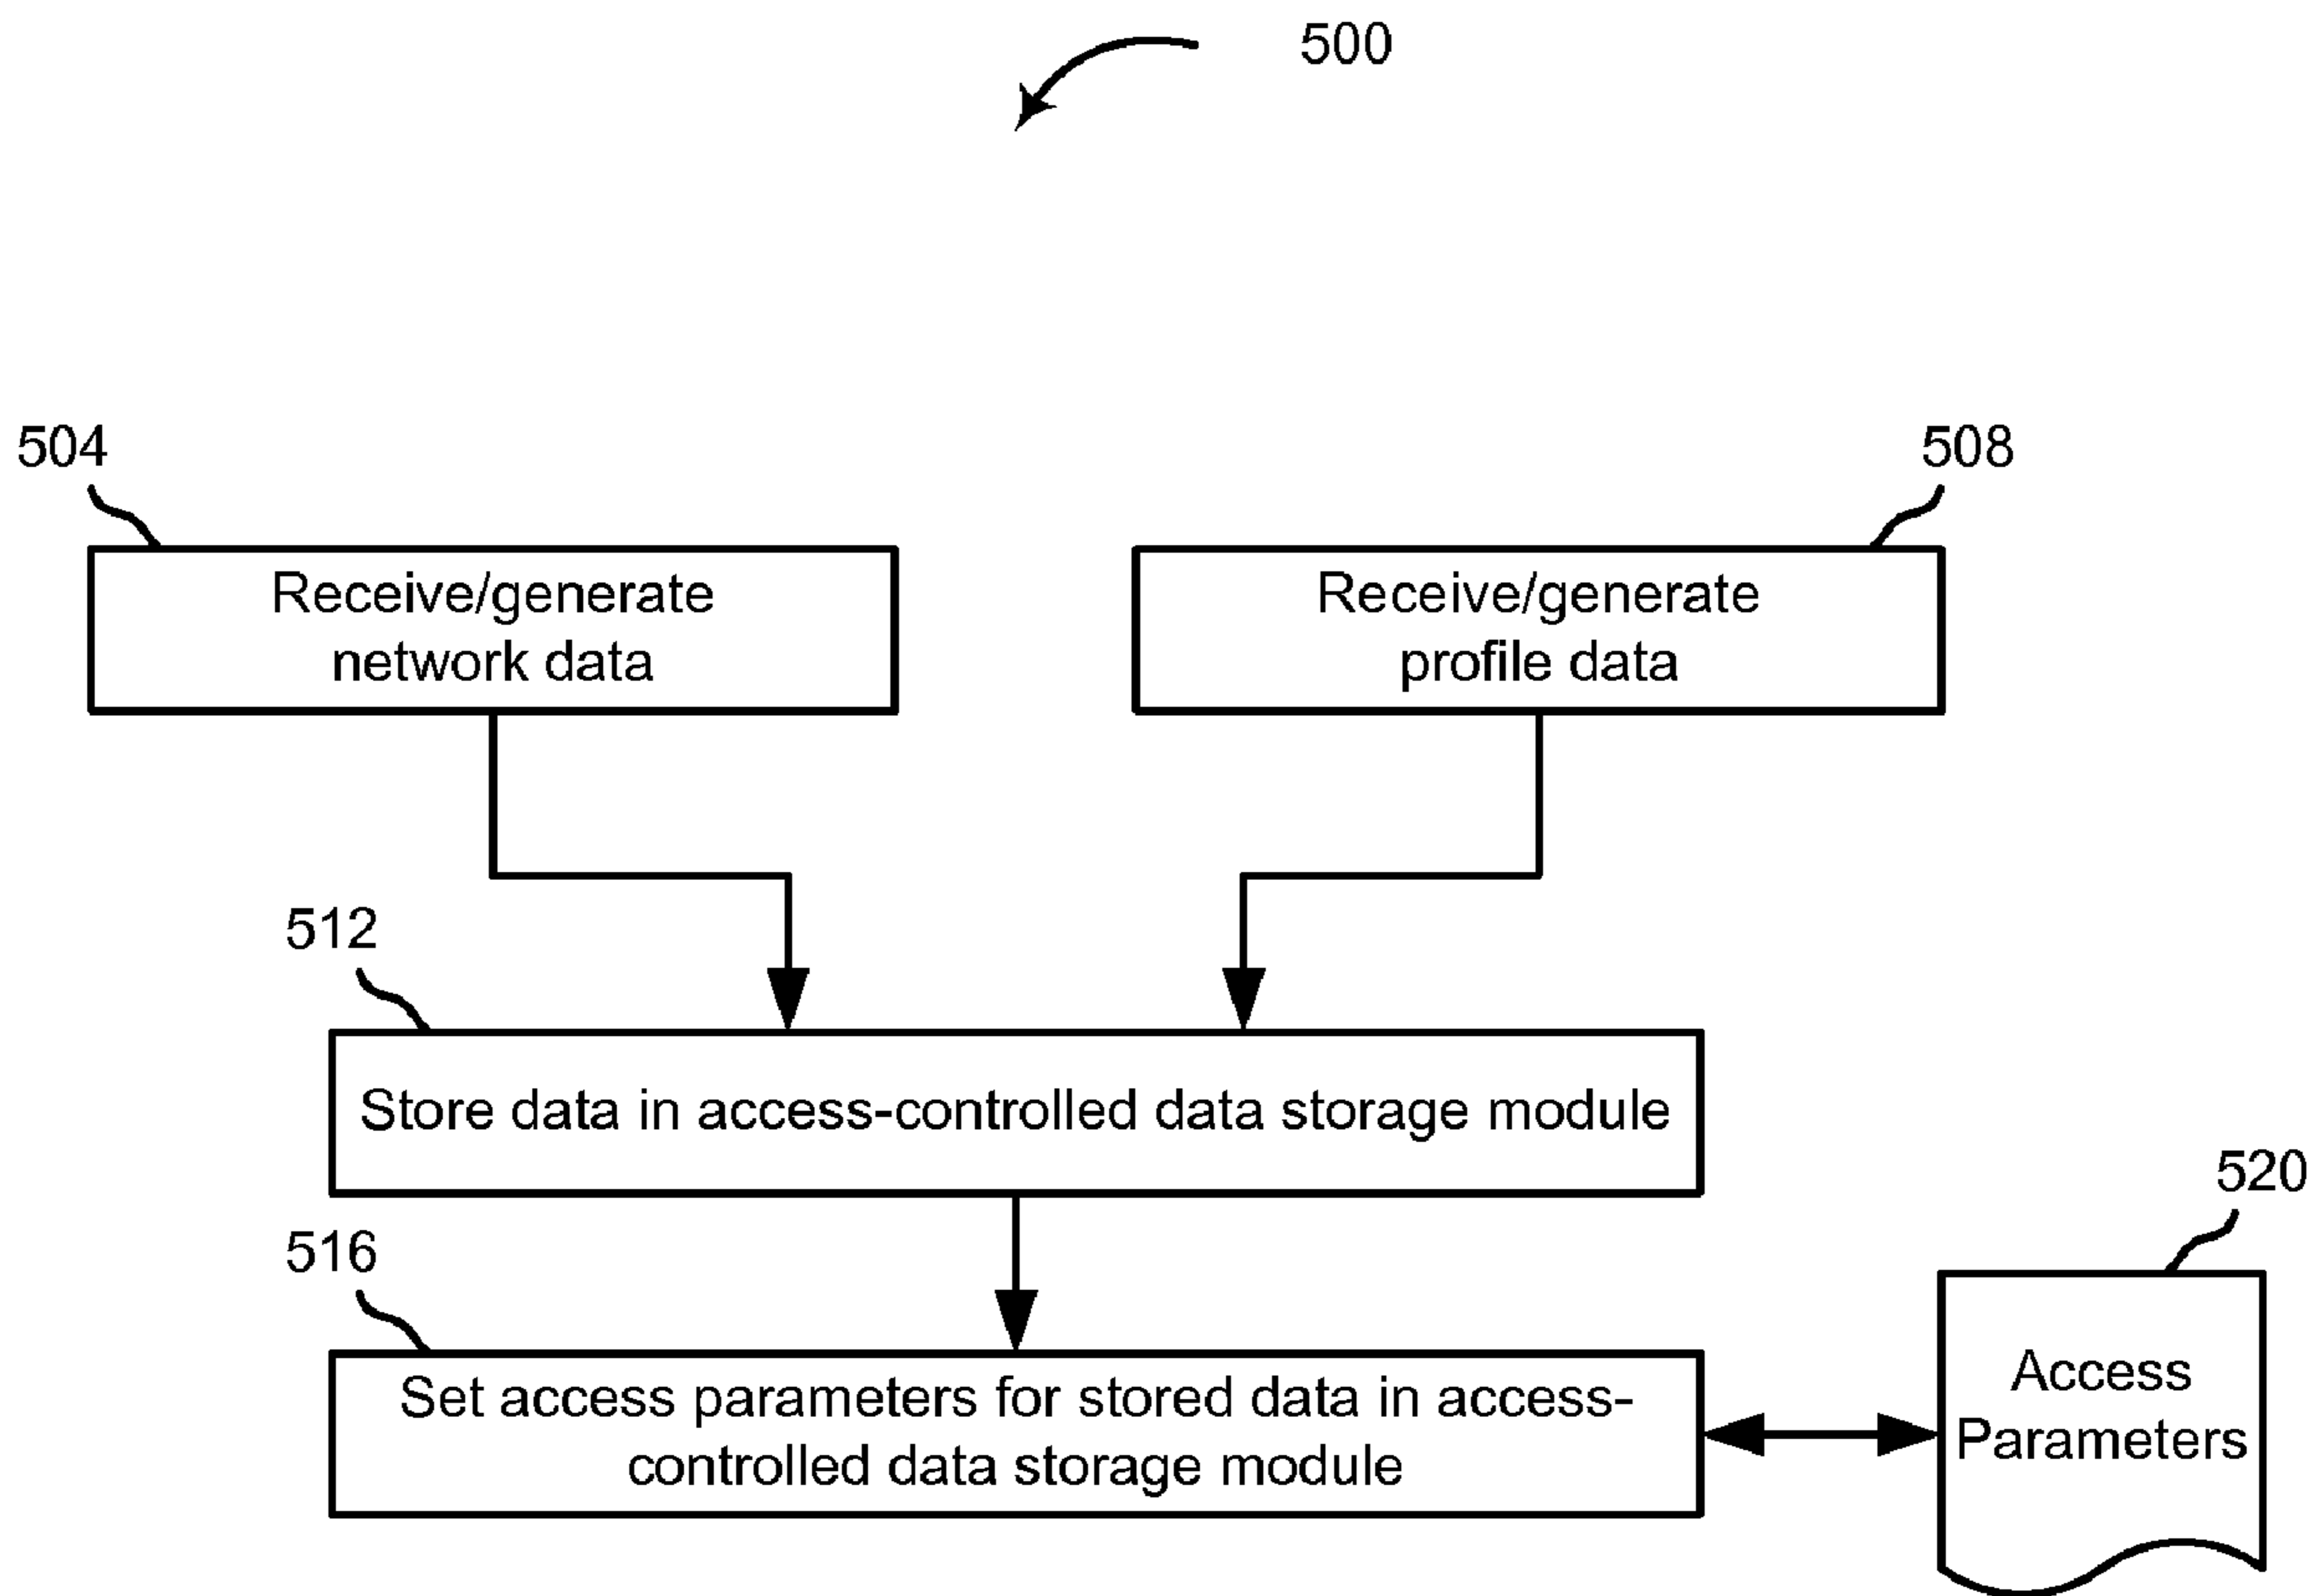 500
504
508
Receive/generate
network data
Receive/generate
profile data
512
Store data in access-controlled data storage module
520
516
Set access parameters for stored data in access-
controlled data storage module
Access
Parameters